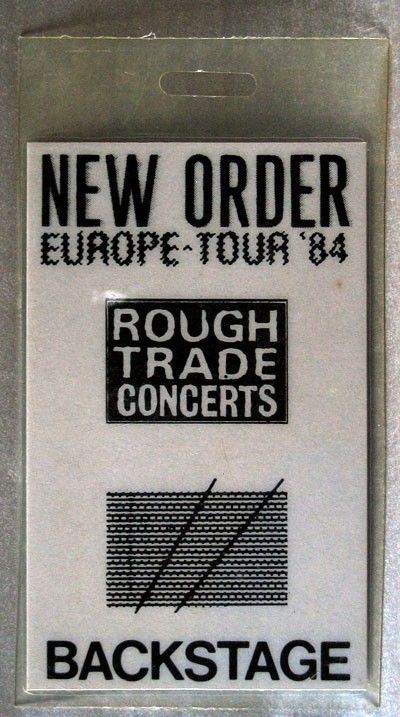 NEW ORDER
EUROPE-TOUR '84
ROUGH
TRADE
CONCERTS
BACKSTAGE